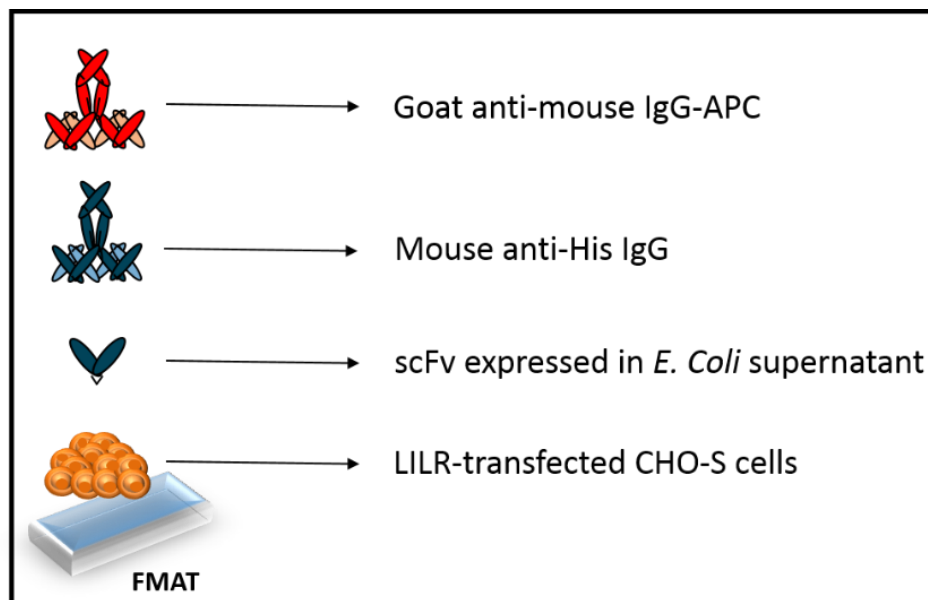 Goat anti-mouse IgG-APC
Mouse anti-His IgG
scFv expressed in E. Coli supernatant
LILR-transfected CHO-S cells
FMAT